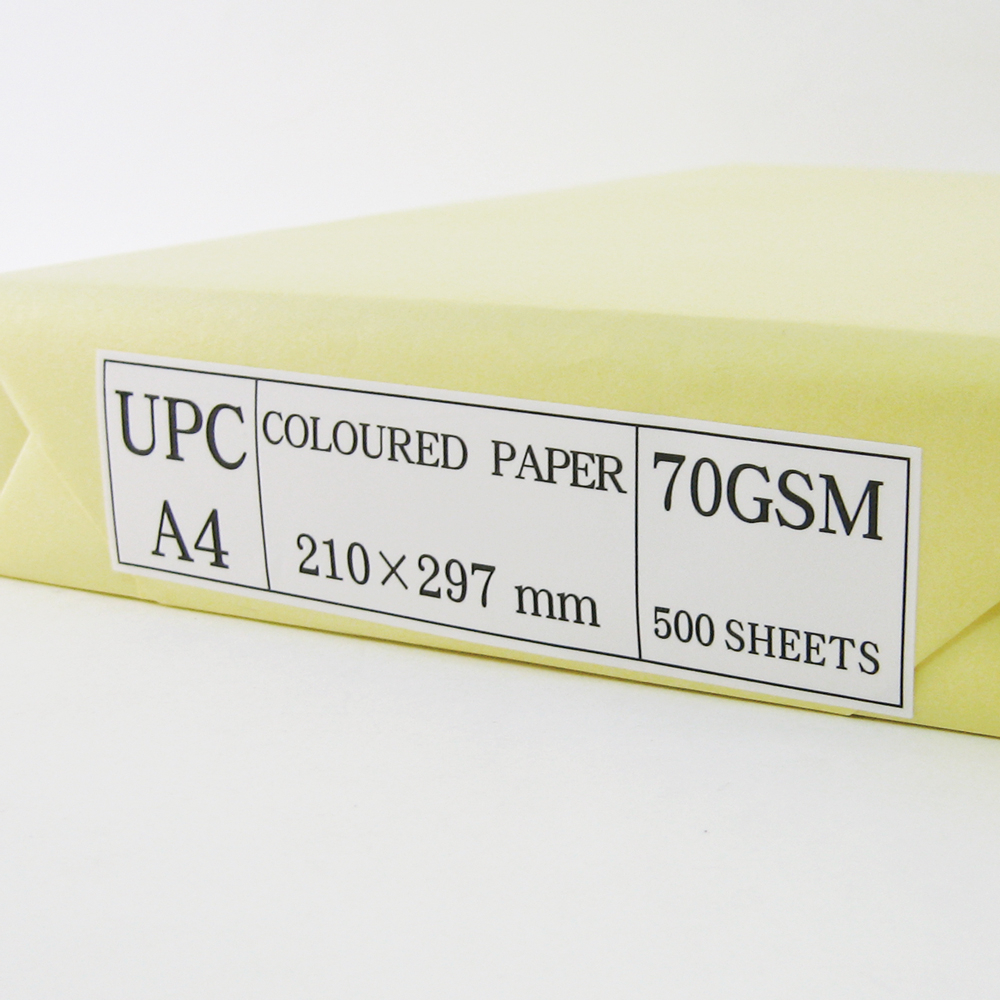 UPC
A4
COLOURED PAPER
210×297 mm
70GSM
500 SHEETS